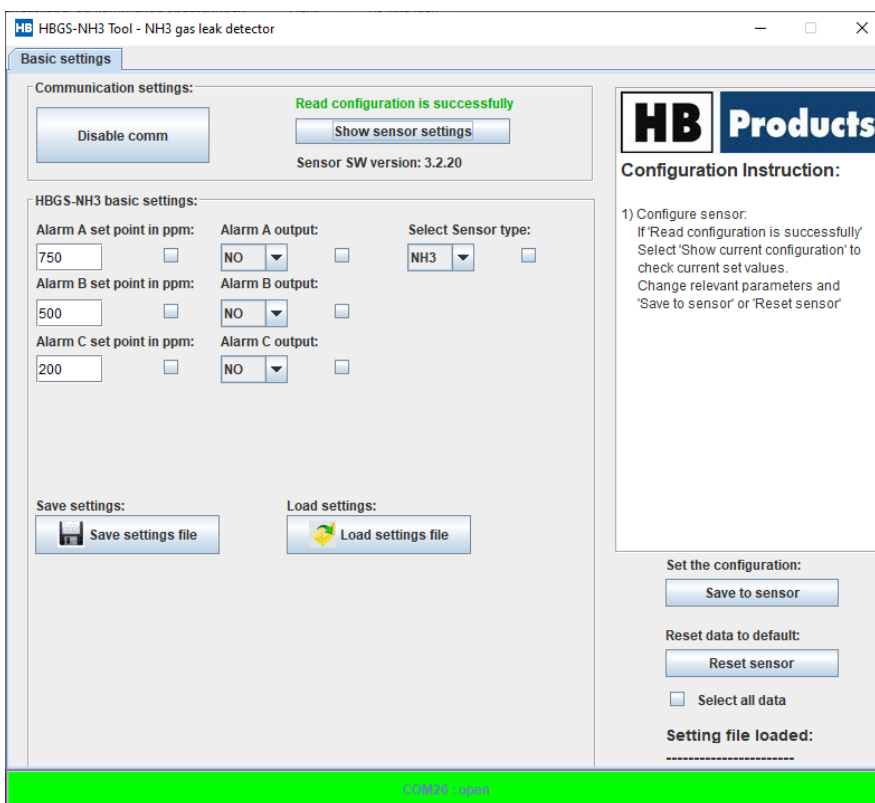 HB HBGS-NH3 Tool - NH3 gas leak detector
Basic settings
Communication settings:
Disable comm
Read configuration is successfully
Show sensor settings
Sensor SW version: 3.2.20
HBGS-NH3 basic settings:
Alarm A set point in ppm: Alarm A output: Select Sensor type:
750 NO NH3
Alarm B set point in ppm: Alarm B output:
500 NO
Alarm C set point in ppm: Alarm C output:
200 NO
Save settings: Load settings:
Save settings file Load settings file
HB Products
Configuration Instruction:
1) Configure sensor:
If 'Read configuration is successfully'
Select 'Show current configuration' to
check current set values.
Change relevant parameters and
'Save to sensor' or 'Reset sensor'
Set the configuration:
Save to sensor
Reset data to default:
Reset sensor
Select all data
Setting file loaded:
-----------------------
COM26 : open